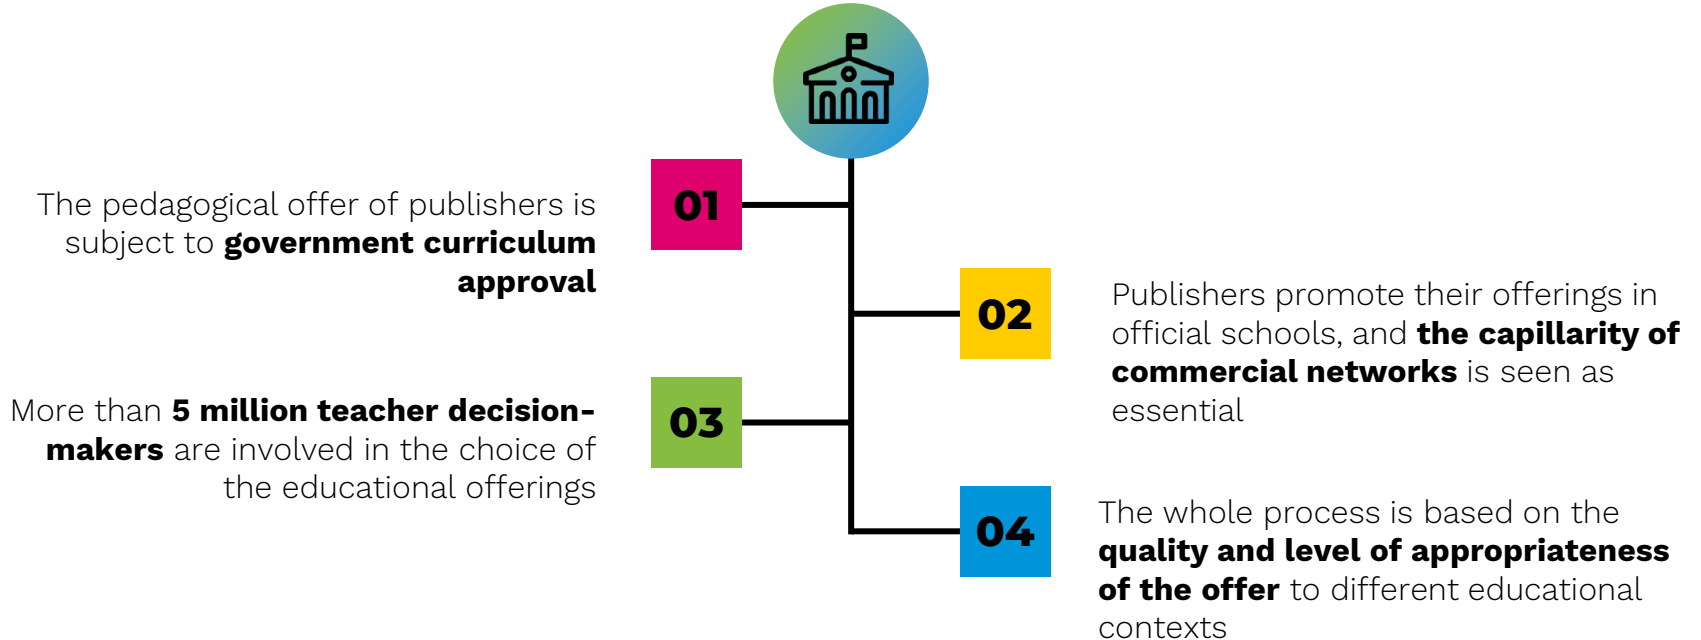 01
The pedagogical offer of publishers is
subject to government curriculum
approval
02
Publishers promote their offerings in
official schools, and the capillarity of
commercial networks is seen as
essential
03
More than 5 million teacher decision-
makers are involved in the choice of
the educational offerings
04
The whole process is based on the
quality and level of appropriateness
of the offer to different educational
contexts